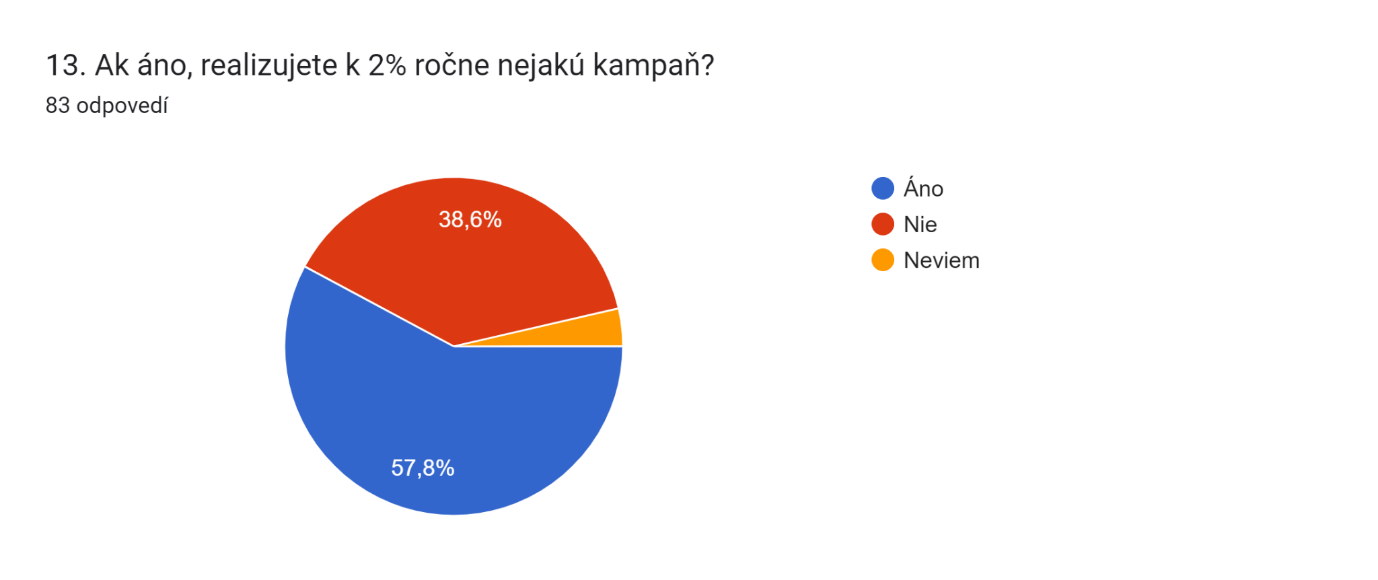 13. Ak áno, realizujete k 2% ročne nejakú kampaň?
83 odpovedí
38,6%
57,8%
Áno
Nie
Neviem